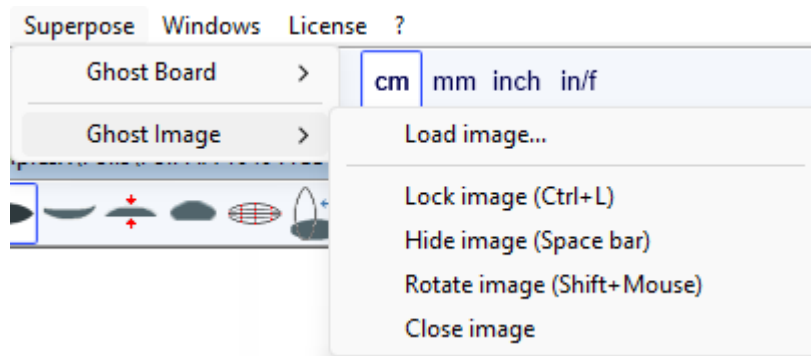 Superpose Windows License ?
Ghost Board >
cm mm inch in/f
Ghost Image >
Load image...
Lock image (Ctrl+L)
Hide image (Space bar)
Rotate image (Shift+Mouse)
Close image